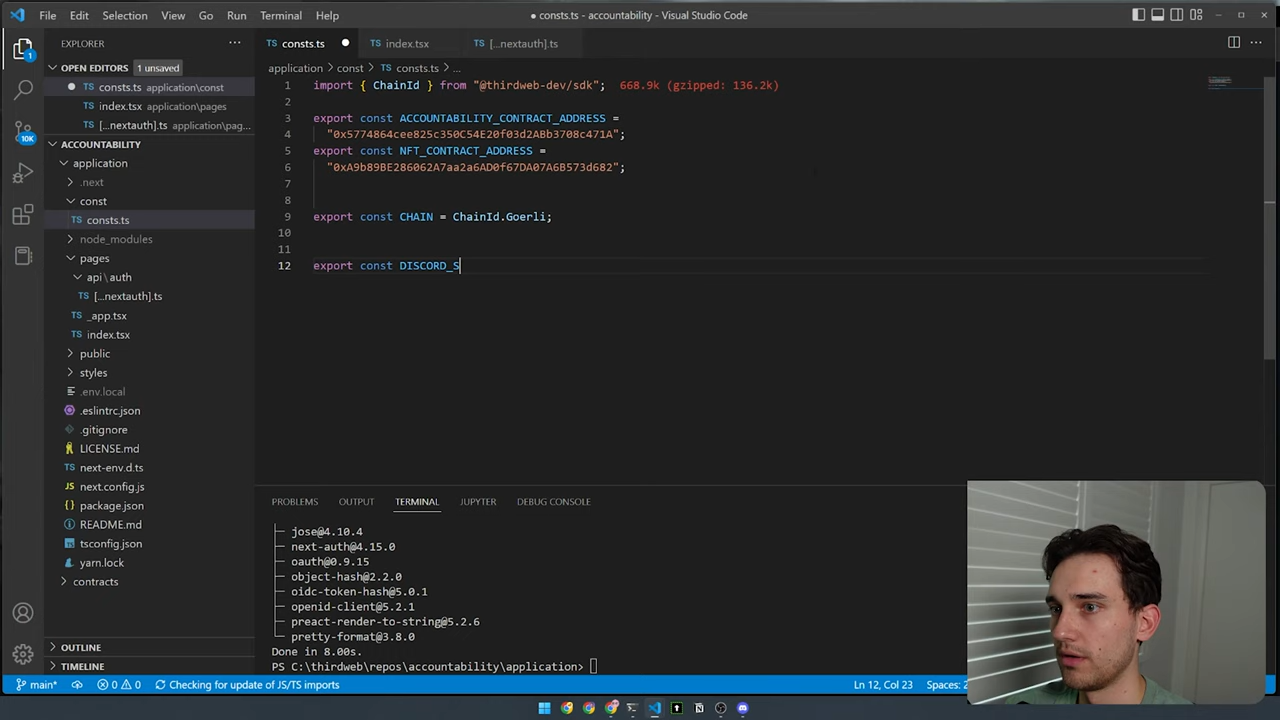 File Edit Selection View Go Run Terminal Help
● consts.ts - accountability - Visual Studio Code
EXPLORER
OPEN EDITORS 1 unsaved
TS consts.ts application\const
TS index.tsx application\pages
TS [...nextauth].ts application\pag...
ACCOUNTABILITY
application
.next
const
TS consts.ts
node_modules
pages
api\auth
TS [...nextauth].ts
TS _app.tsx
TS index.tsx
public
styles
.env.local
.eslintrc.json
.gitignore
LICENSE.md
TS next-env.d.ts
JS next.config.js
package.json
README.md
tsconfig.json
yarn.lock
contracts
OUTLINE
TIMELINE
1
10K
TS consts.ts ●
TS index.tsx
TS [...nextauth].ts
application > const > TS consts.ts > ...
1 import { ChainId } from "@thirdweb-dev/sdk"; 668.9k (gzipped: 136.2k)
2
3 export const ACCOUNTABILITY_CONTRACT_ADDRESS =
4 "0x5774864cee825c350C54E20f03d2ABb3708c471A";
5 export const NFT_CONTRACT_ADDRESS =
6 "0xA9b89BE286062A7aa2a6AD0f67DA07A6B573d682";
7
8
9 export const CHAIN = ChainId.Goerli;
10
11
12 export const DISCORD_S
PROBLEMS OUTPUT TERMINAL JUPYTER DEBUG CONSOLE
├─ jose@4.10.4
├─ next-auth@4.15.0
├─ oauth@0.9.15
├─ object-hash@2.2.0
├─ oidc-token-hash@5.0.1
├─ openid-client@5.2.1
├─ preact-render-to-string@5.2.6
└─ pretty-format@3.8.0
Done in 8.00s.
PS C:\thirdweb\repos\accountability\application>
main* 0 0 Checking for update of JS/TS imports
Ln 12, Col 23 Spaces: